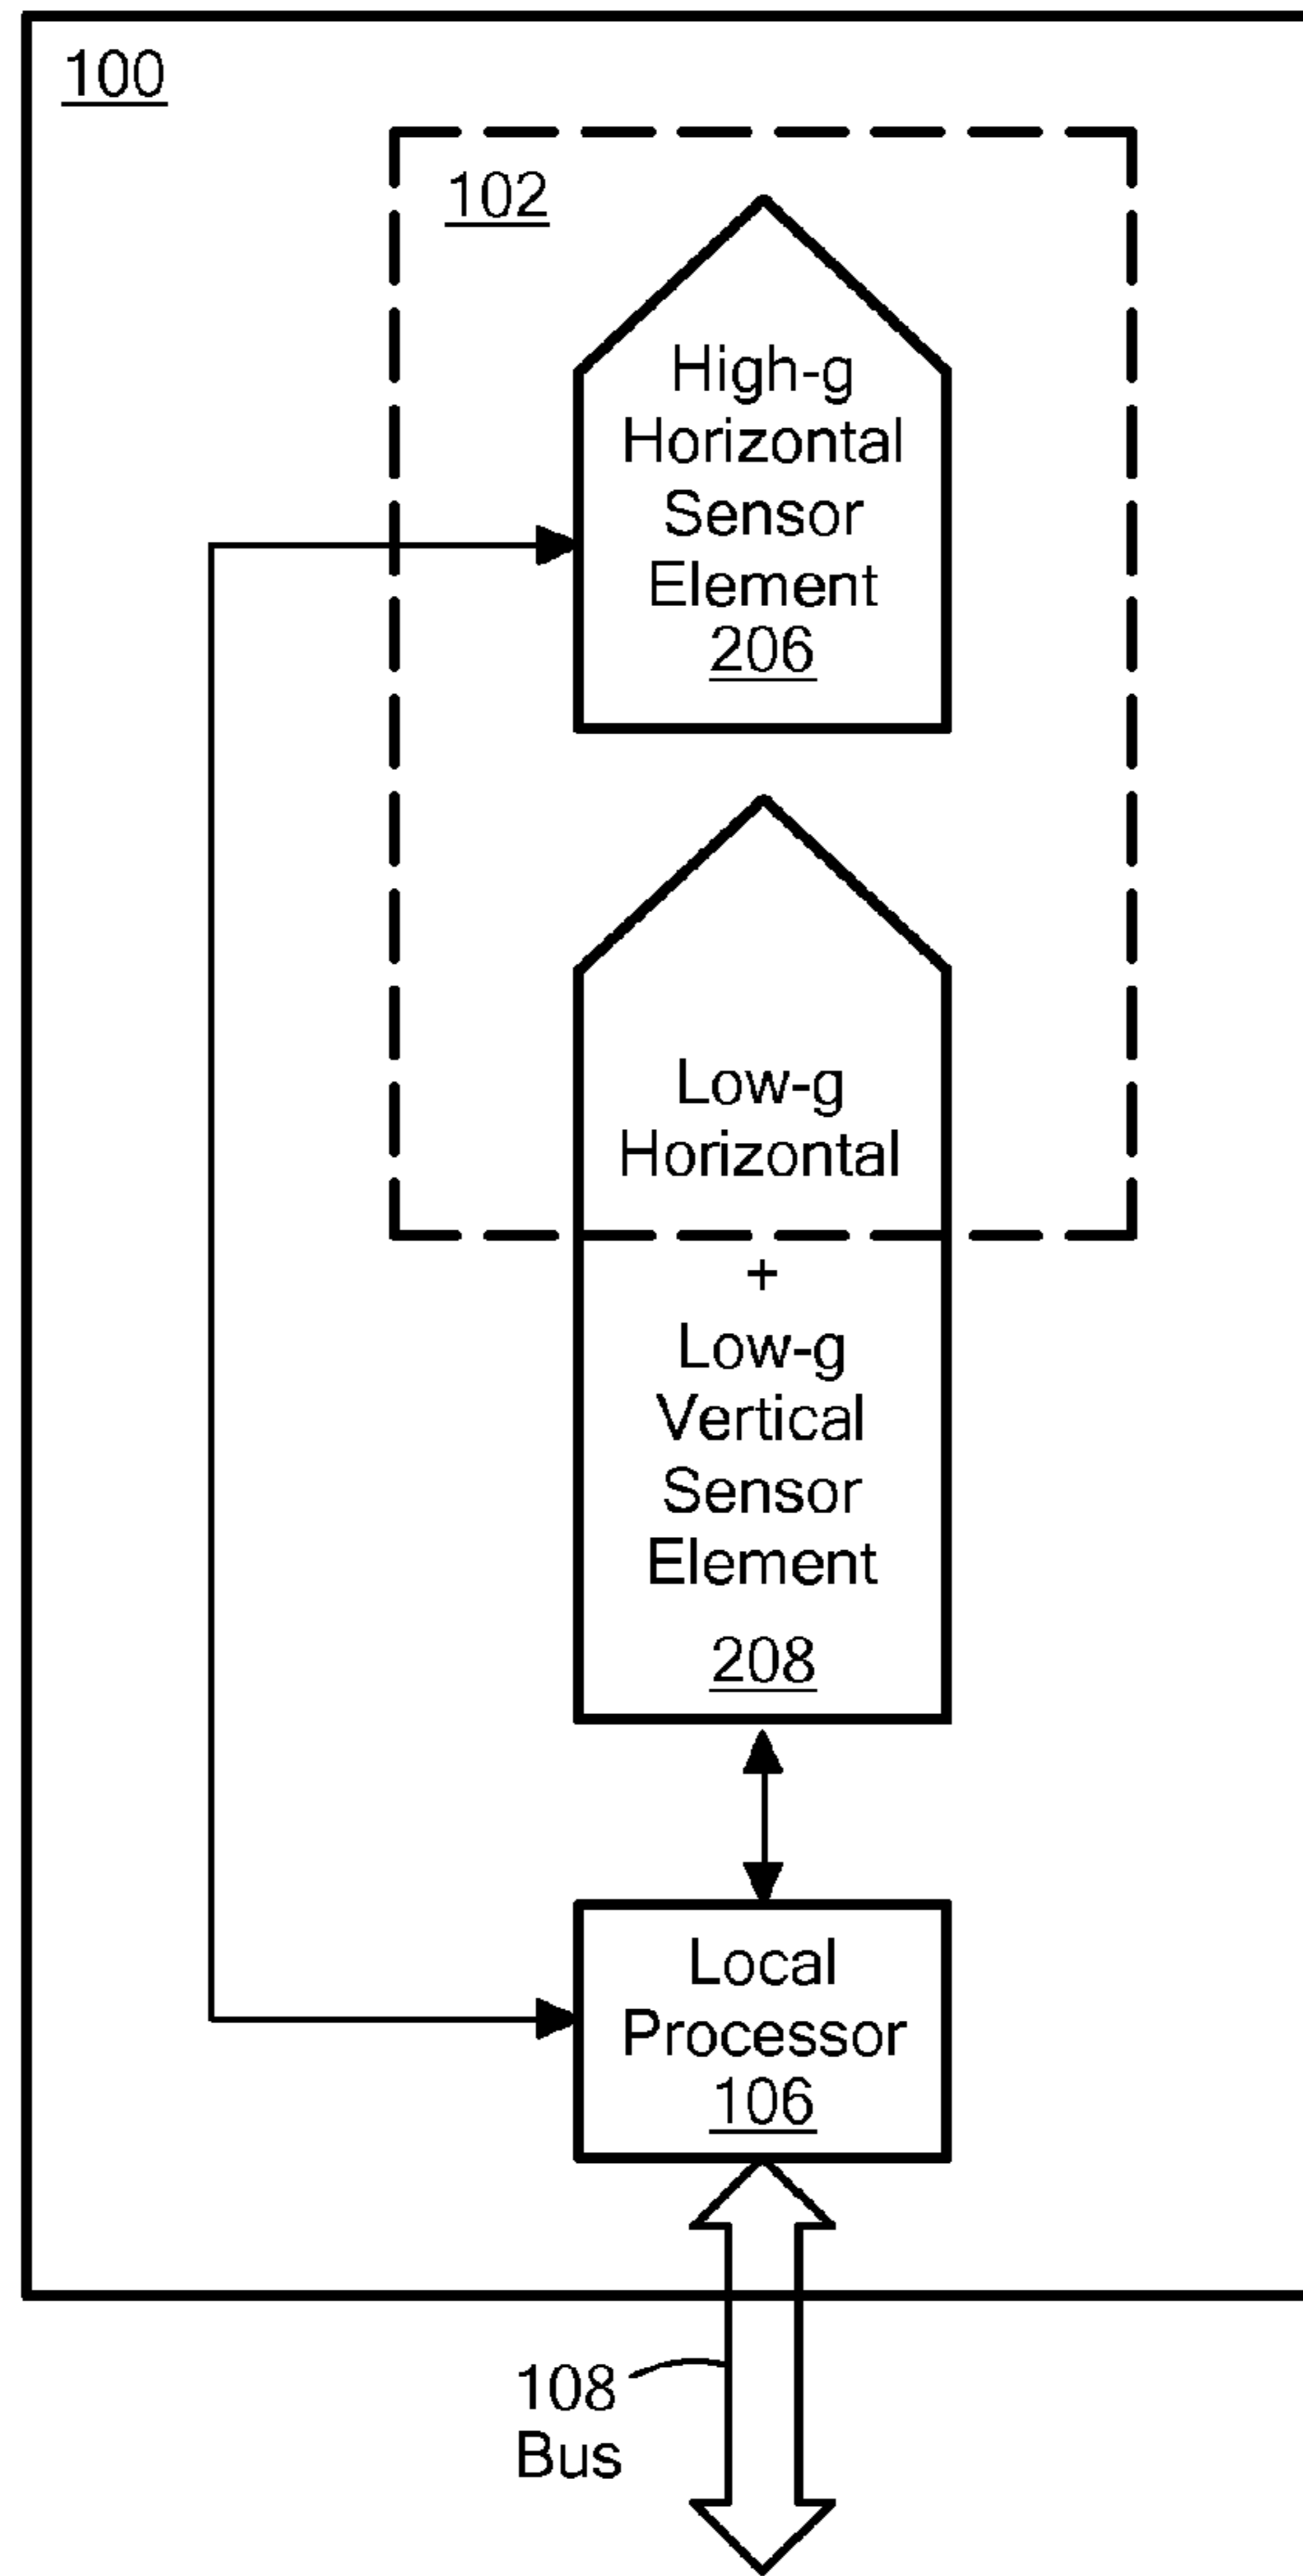 100
102
High-g
Horizontal
Sensor
Element
206
Low-g
Horizontal
+
Low-g
Vertical
Sensor
Element
208
Local
Processor
106
108
Bus